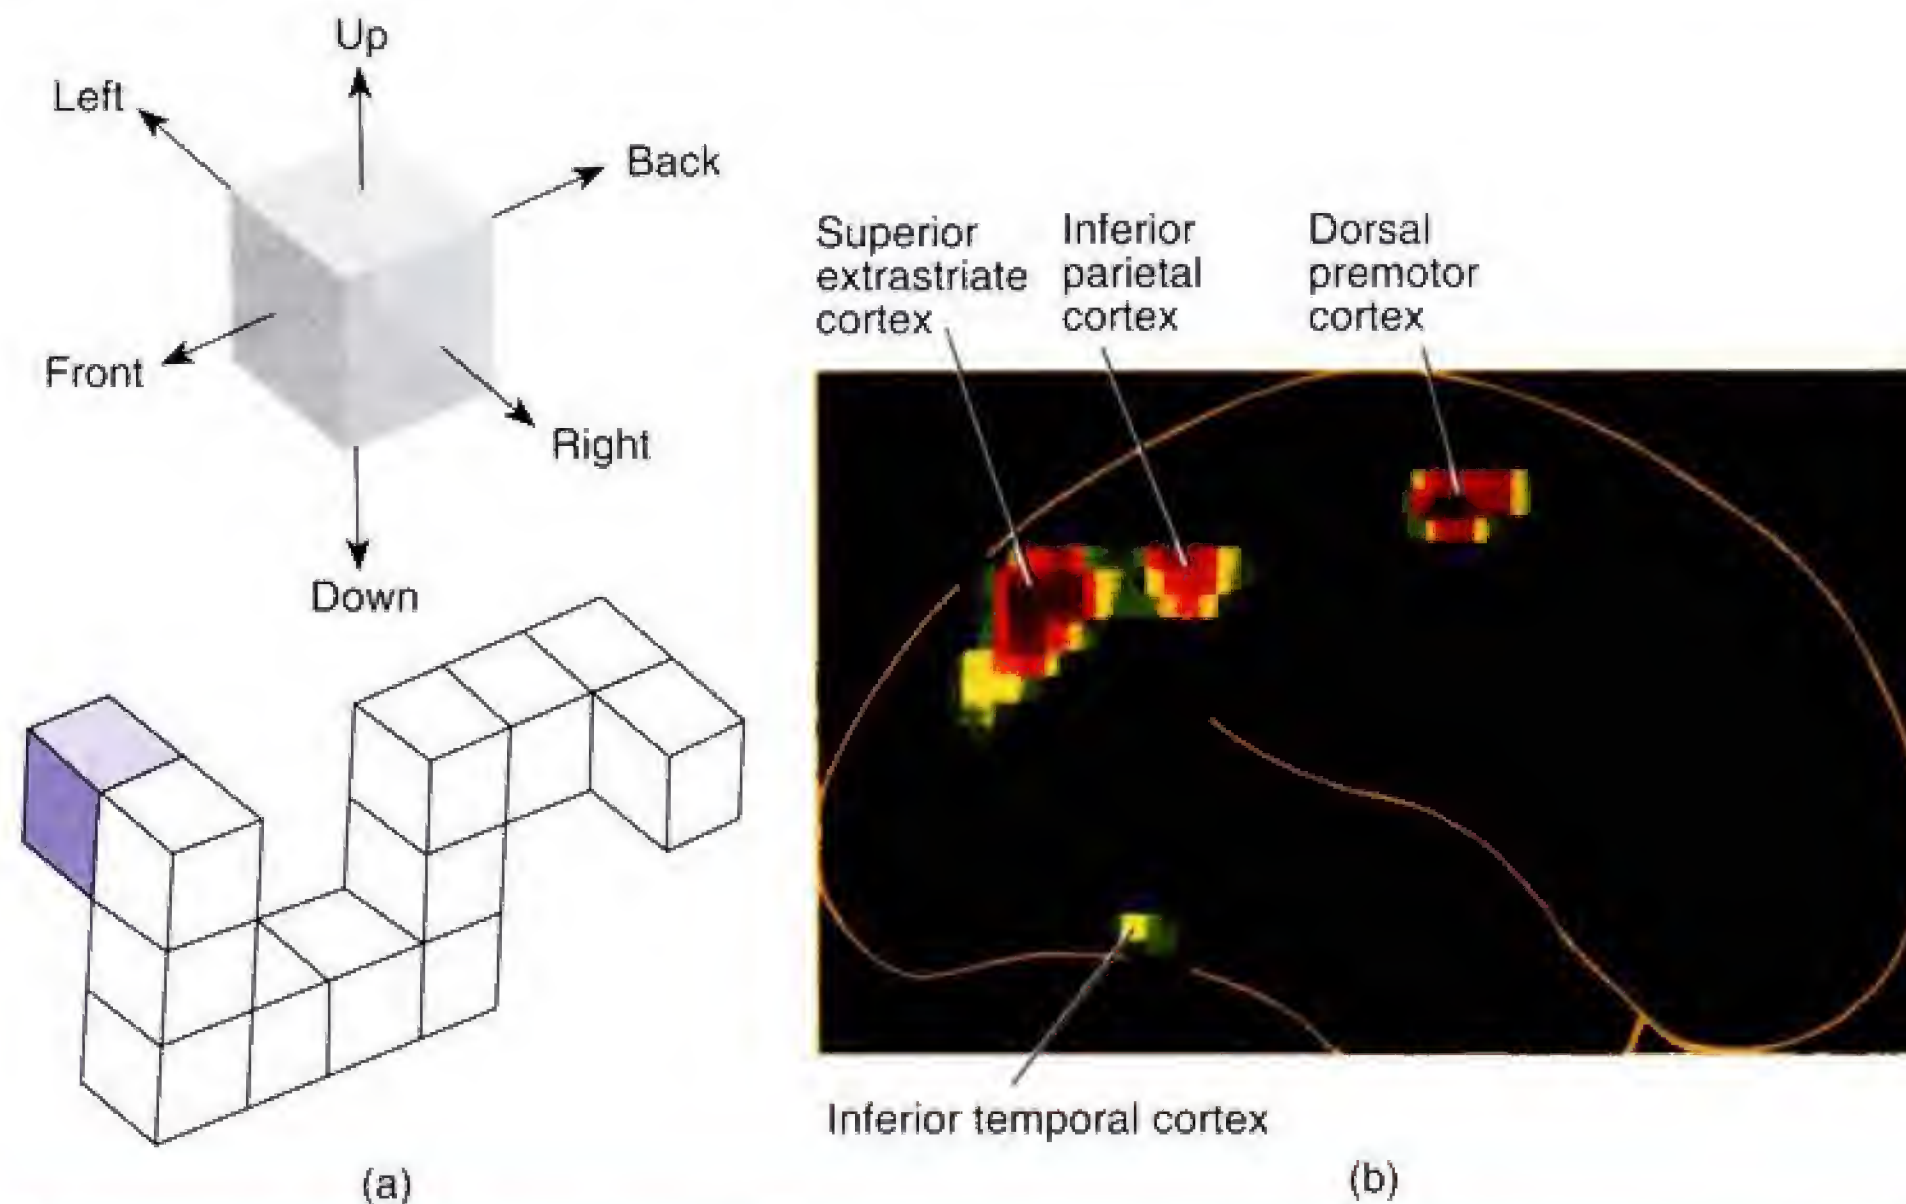 Up
Left
Back
Front
Right
Down
(a)
Superior
extrastriate
cortex
Inferior
parietal
cortex
Dorsal
premotor
cortex
Inferior temporal cortex
(b)